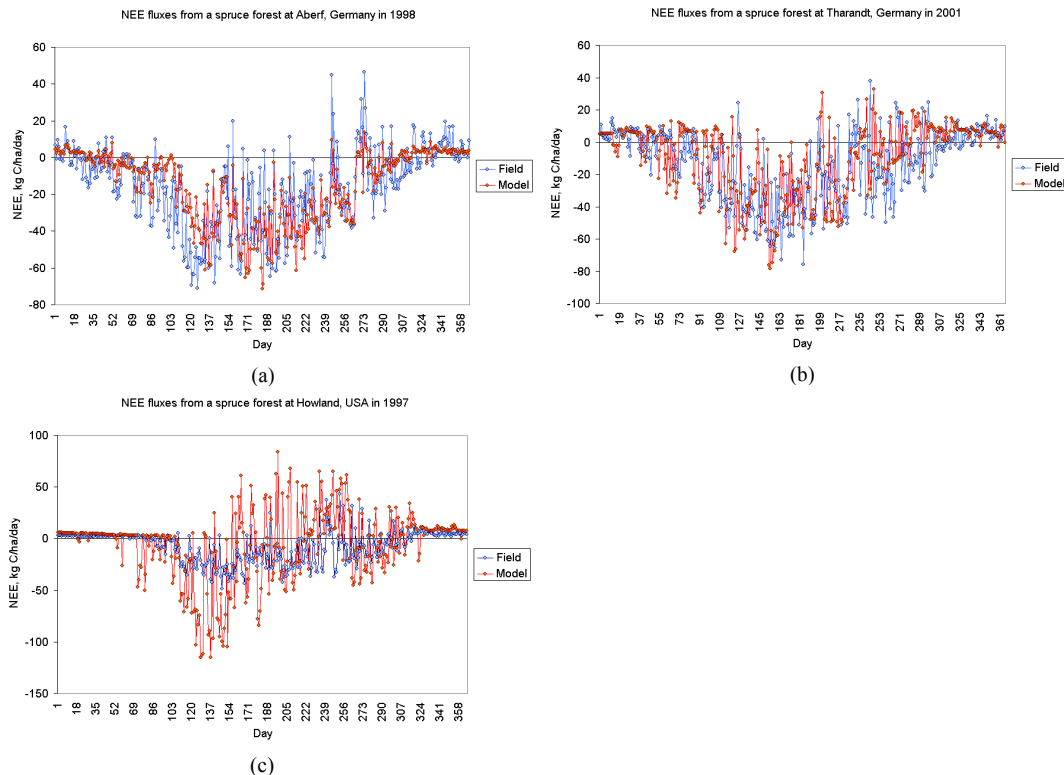 NEE fluxes from a spruce forest at Aberf, Germany in 1998
NEE, kg C/ha/day
60
40
20
0
-20
-40
-60
-80
1 18 35 52 69 86 103 120 137 154 171 188 205 222 239 256 273 290 307 324 341 358
Day
Field
Model
(a)
NEE fluxes from a spruce forest at Tharandt, Germany in 2001
NEE, kg C/ha/day
60
40
20
0
-20
-40
-60
-80
-100
1 19 37 55 73 91 109 127 145 163 181 199 217 235 253 271 289 307 325 343 361
Day
Field
Model
(b)
NEE fluxes from a spruce forest at Howland, USA in 1997
NEE, kg C/ha/day
100
50
0
-50
-100
-150
1 18 35 52 69 86 103 120 137 154 171 188 205 222 239 256 273 290 307 324 341 358
Day
Field
Model
(c)